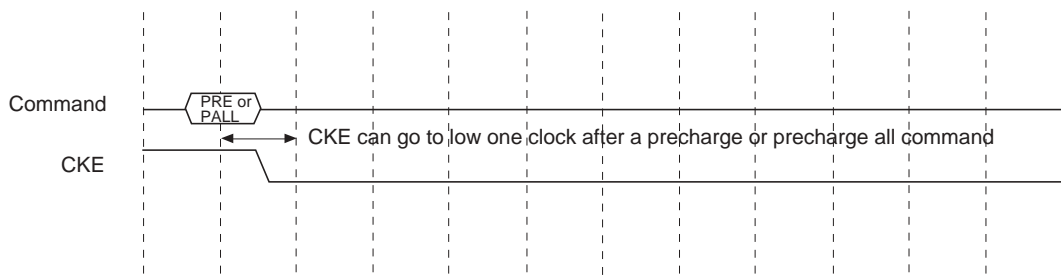 PRE or
PALL
Command
CKE can go to low one clock after a precharge or precharge all command
CKE